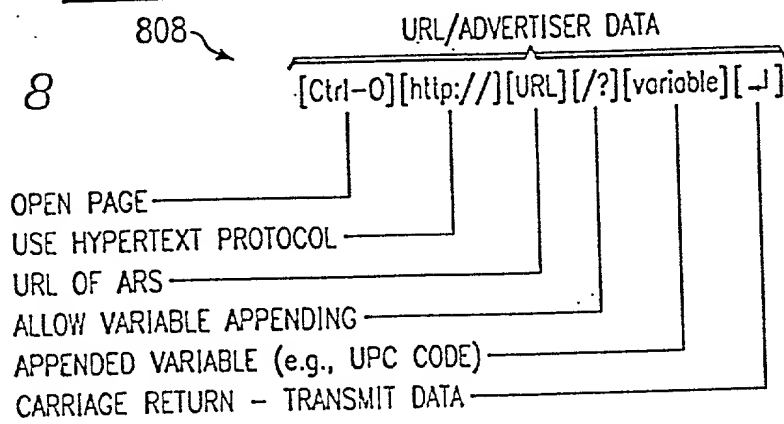 808
URL/ADVERTISER DATA
8
[Ctrl-O][http://][URL][/?][variable][↵]
OPEN PAGE
USE HYPERTEXT PROTOCOL
URL OF ARS
ALLOW VARIABLE APPENDING
APPENDED VARIABLE (e.g., UPC CODE)
CARRIAGE RETURN – TRANSMIT DATA